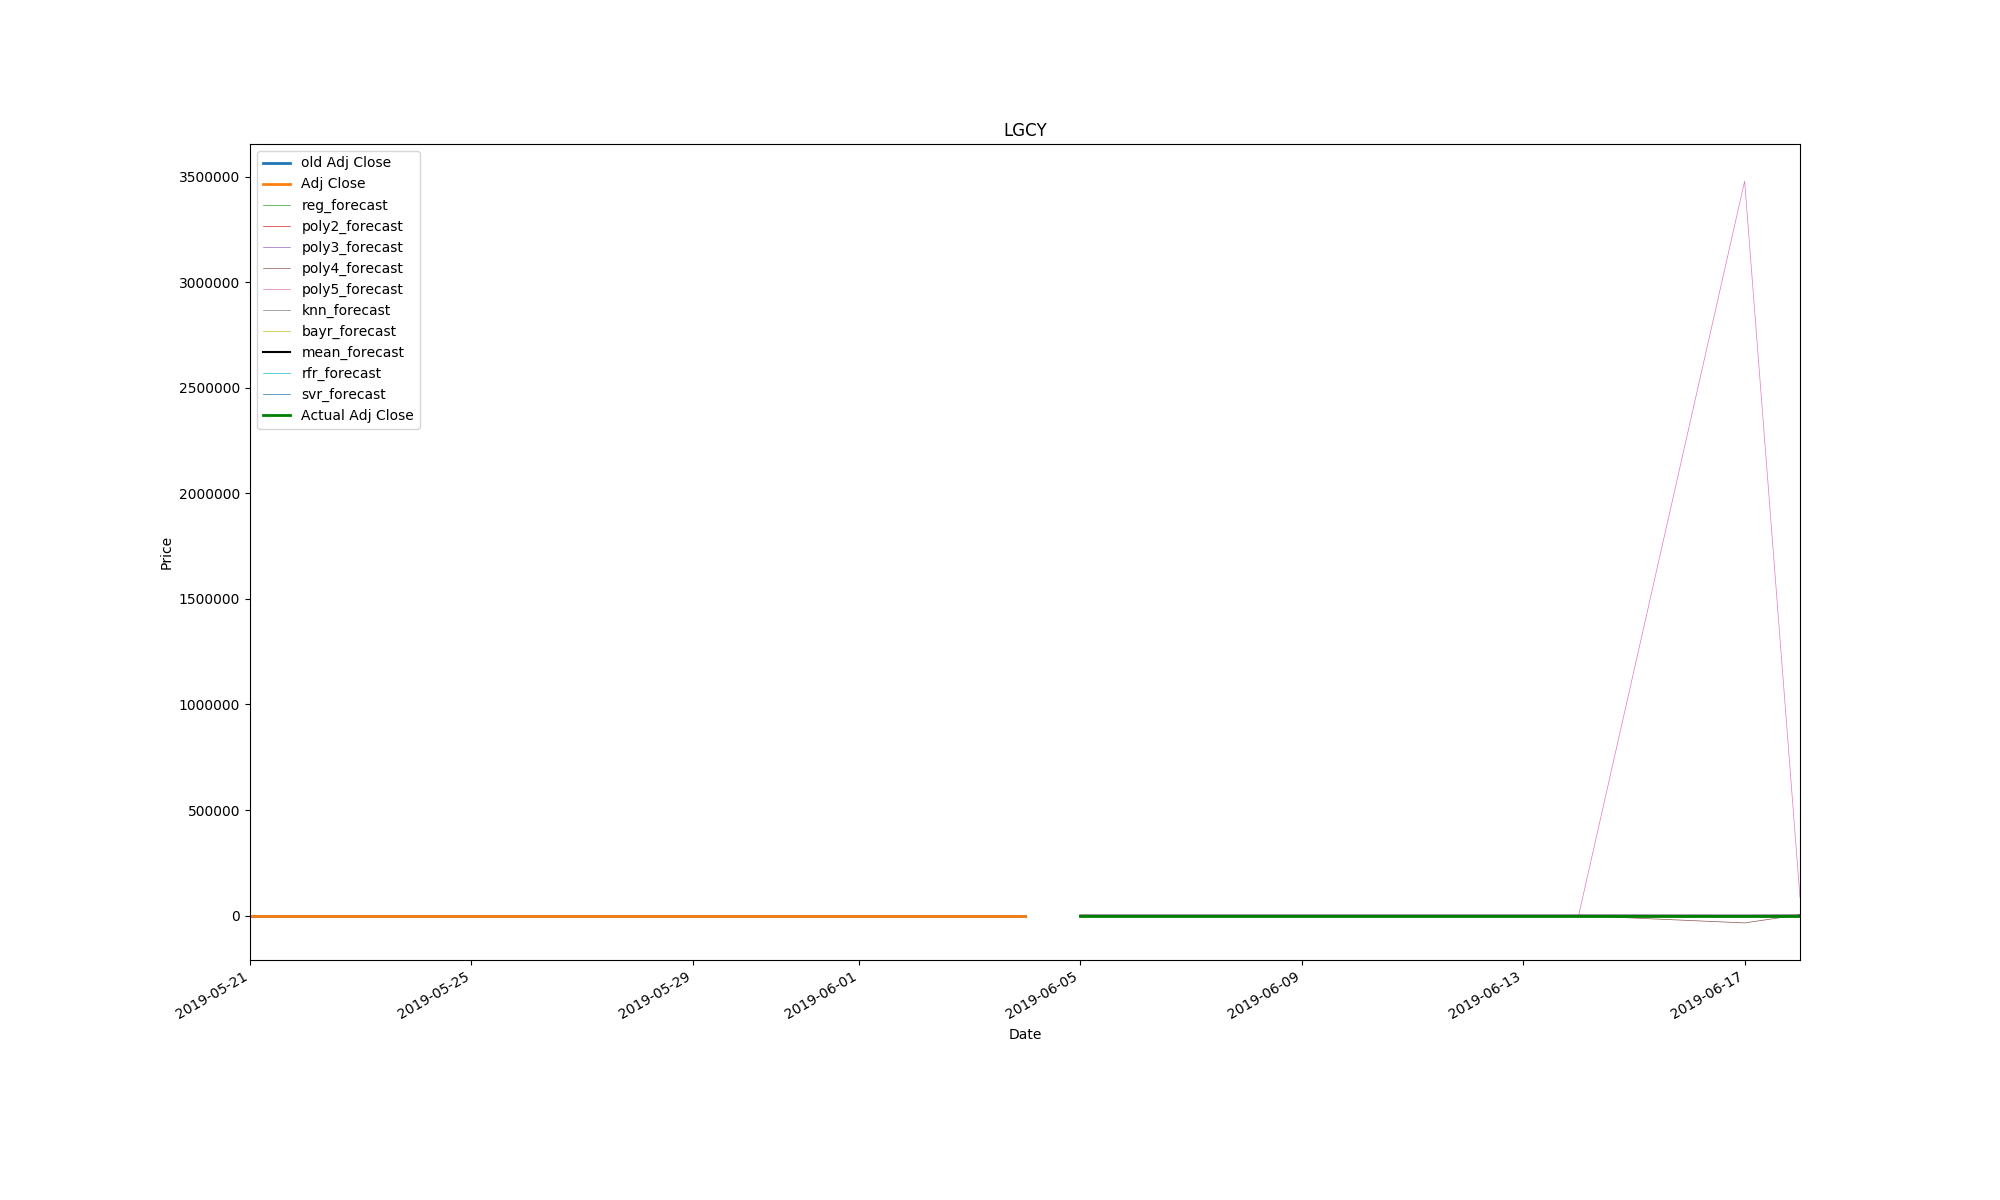 LGCY
old Adj Close
Adj Close
reg_forecast
poly2_forecast
poly3_forecast
poly4_forecast
poly5_forecast
knn_forecast
bayr_forecast
mean_forecast
rfr_forecast
svr_forecast
Actual Adj Close
3500000
3000000
2500000
2000000
1500000
1000000
500000
0
Price
2019-05-21
2019-05-25
2019-05-29
2019-06-01
2019-06-05
2019-06-09
2019-06-13
2019-06-17
Date